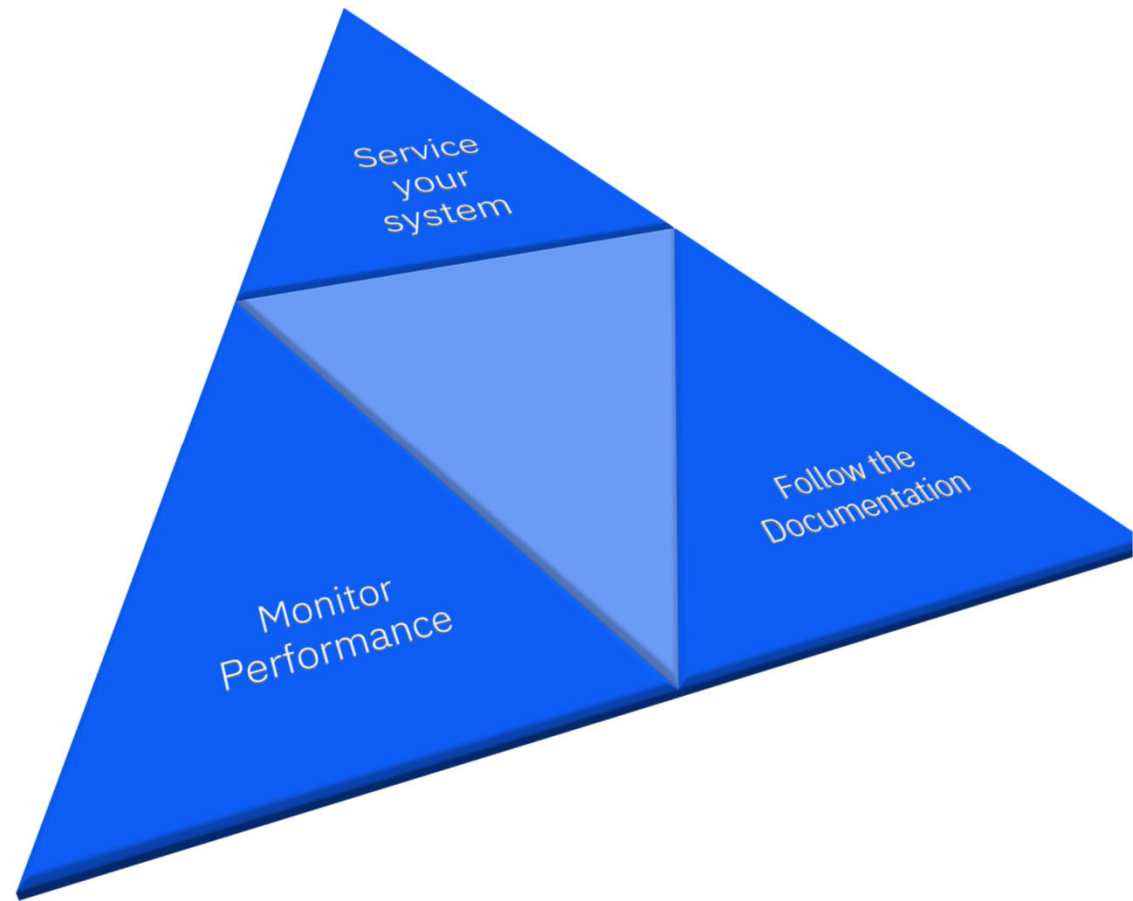 Service
your
system
Monitor
Performance
Follow the
Documentation